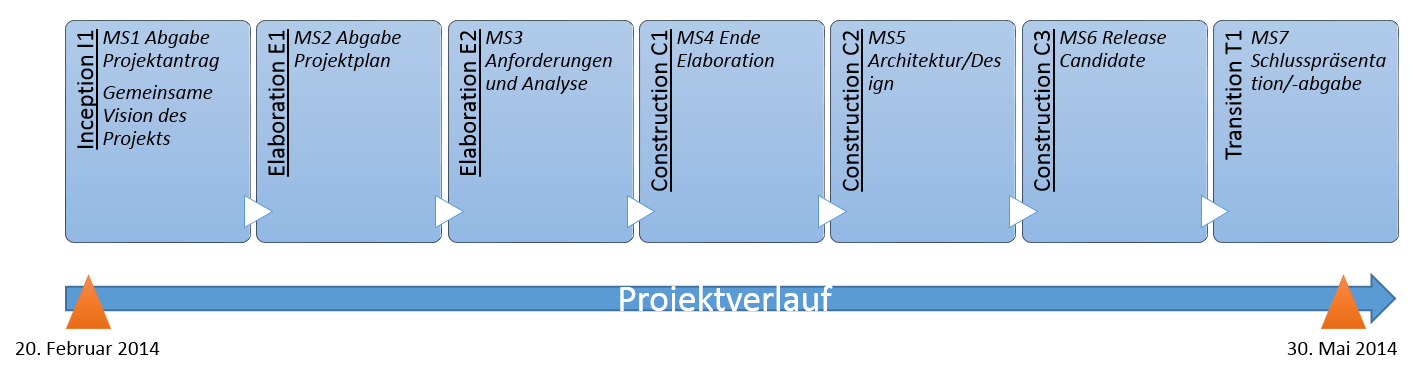 Inception I1
MS1 Abgabe
Projektantrag
Gemeinsame
Vision des
Projekts
Elaboration E1
MS2 Abgabe
Projektplan
Elaboration E2
MS3
Anforderungen
und Analyse
Construction C1
MS4 Ende
Elaboration
Construction C2
MS5
Architektur/Des
ign
Construction C3
MS6 Release
Candidate
Transition T1
MS7
Schlusspräsenta
tion/-abgabe
Projektverlauf
20. Februar 2014
30. Mai 2014